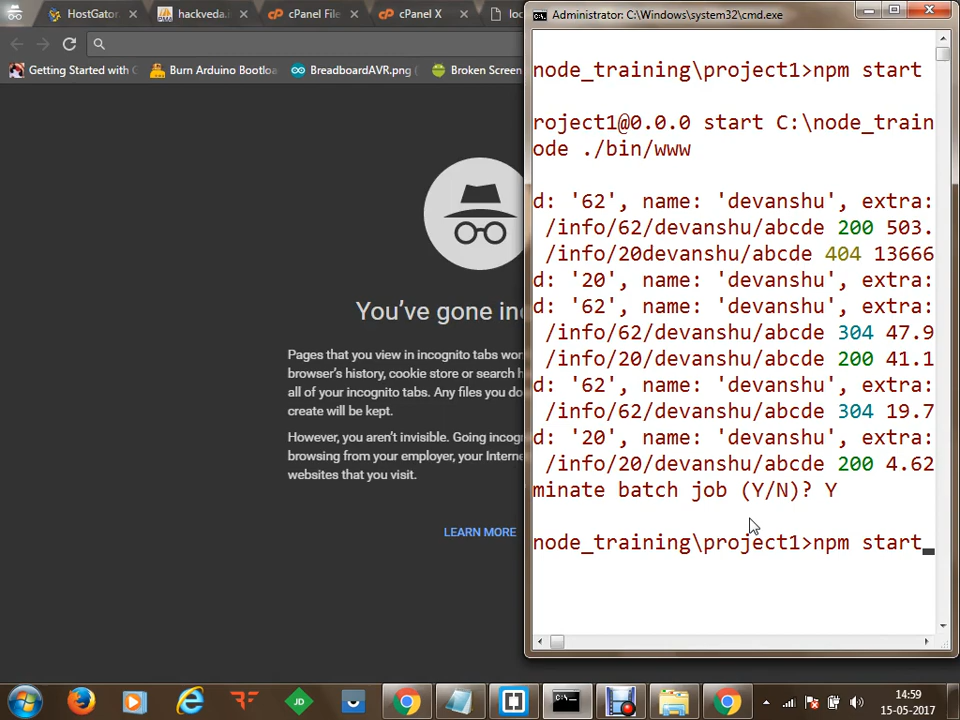 HostGator
hackveda.i
cPanel File
cPanel X
loc
Getting Started with
Burn Arduino Bootloa
BreadboardAVR.png
Broken Screen
You've gone inc
Pages that you view in incognito tabs won
browser's history, cookie store or search h
all of your incognito tabs. Any files you do
create will be kept.
However, you aren't invisible. Going incog
browsing from your employer, your Intern
websites that you visit.
LEARN MORE
Administrator: C:\Windows\system32\cmd.exe
node_training\project1>npm start
roject1@0.0.0 start C:\node_train
ode ./bin/www
d: '62', name: 'devanshu', extra:
/info/62/devanshu/abcde 200 503.
/info/20devanshu/abcde 404 13666
d: '20', name: 'devanshu', extra:
d: '62', name: 'devanshu', extra:
/info/62/devanshu/abcde 304 47.9
/info/20/devanshu/abcde 200 41.1
d: '62', name: 'devanshu', extra:
/info/62/devanshu/abcde 304 19.7
d: '20', name: 'devanshu', extra:
/info/20/devanshu/abcde 200 4.62
minate batch job (Y/N)? Y
node_training\project1>npm start
JD
14:59
15-05-2017